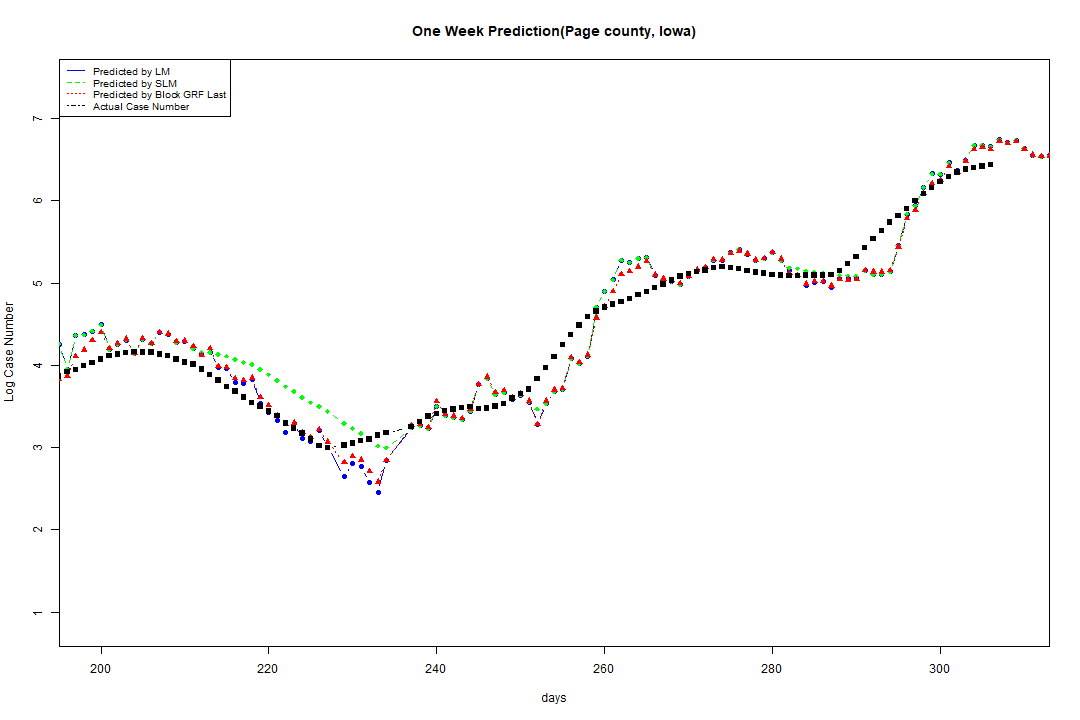 One Week Prediction(Page county, Iowa)
Predicted by LM
Predicted by SLM
Predicted by Block GRF Last
Actual Case Number
Log Case Number
7
6
5
4
3
2
1
200 220 240 260 280 300
days